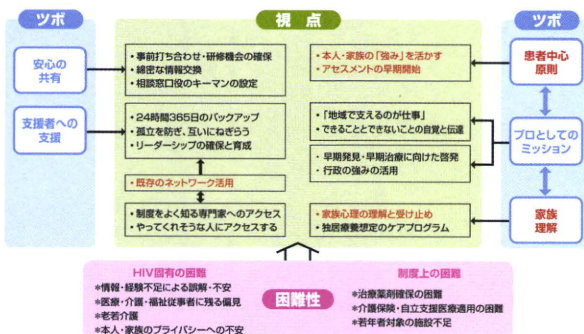 ツボ
視点
ツボ
安心の
共有
・事前打ち合わせ・研修機会の確保
・綿密な情報交換
・相談窓口役のキーマンの設定
・本人・家族の「強み」を活かす
・アセスメントの早期開始
患者中心
原則
支援者への
支援
・24時間365日のバックアップ
・孤立を防ぎ、互いにねぎらう
・リーダーシップの確保と育成
・「地域で支えるのが仕事」
・できることとできないことの自覚と伝達
プロとしての
ミッション
・早期発見・早期治療に向けた啓発
・行政の強みの活用
・既存のネットワーク活用
・制度をよく知る専門家へのアクセス
・やってくれそうな人にアクセスする
・家族心理の理解と受け止め
・独居療養想定のケアプログラム
家族
理解
HIV固有の困難
*情報・経験不足による誤解・不安
*医療・介護・福祉従事者に残る偏見
*老若介護
*本人・家族のプライバシーへの不安
困難性
制度上の困難
*治療薬剤確保の困難
*介護保険・自立支援医療適用の困難
*若年者対象の施設不足